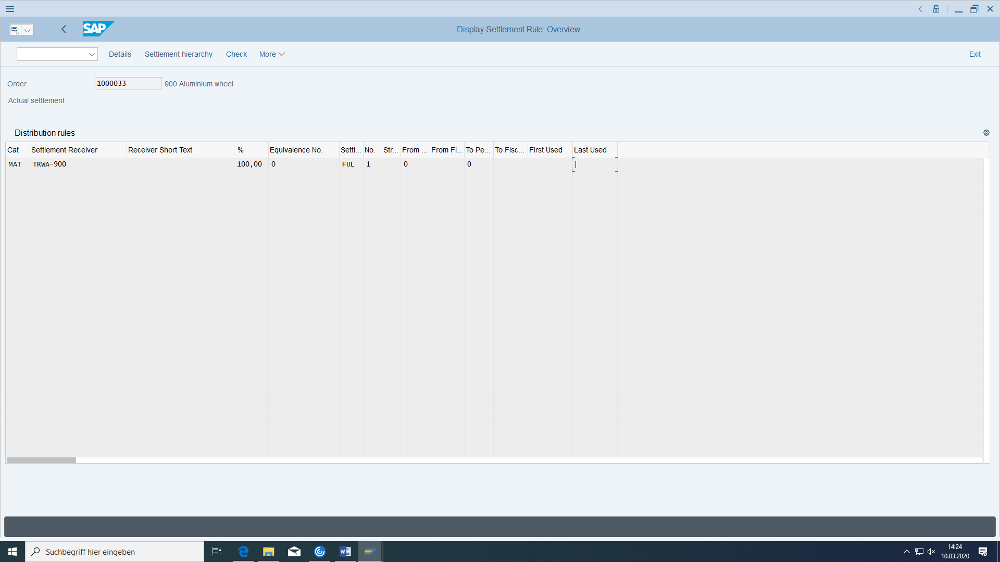 SAP
Display Settlement Rule: Overview
Details Settlement hierarchy Check More Exit
Order 1000033 900 Aluminium wheel
Actual settlement
Distribution rules
Cat Settlement Receiver Receiver Short Text % Equivalence No. Settl... No. Str... From ... From Fi... To Pe... To Fisc... First Used Last Used
MAT TRWA-900 100,00 0 FUL 1 0 0
Suchbegriff hier eingeben
14:24
10.03.2020